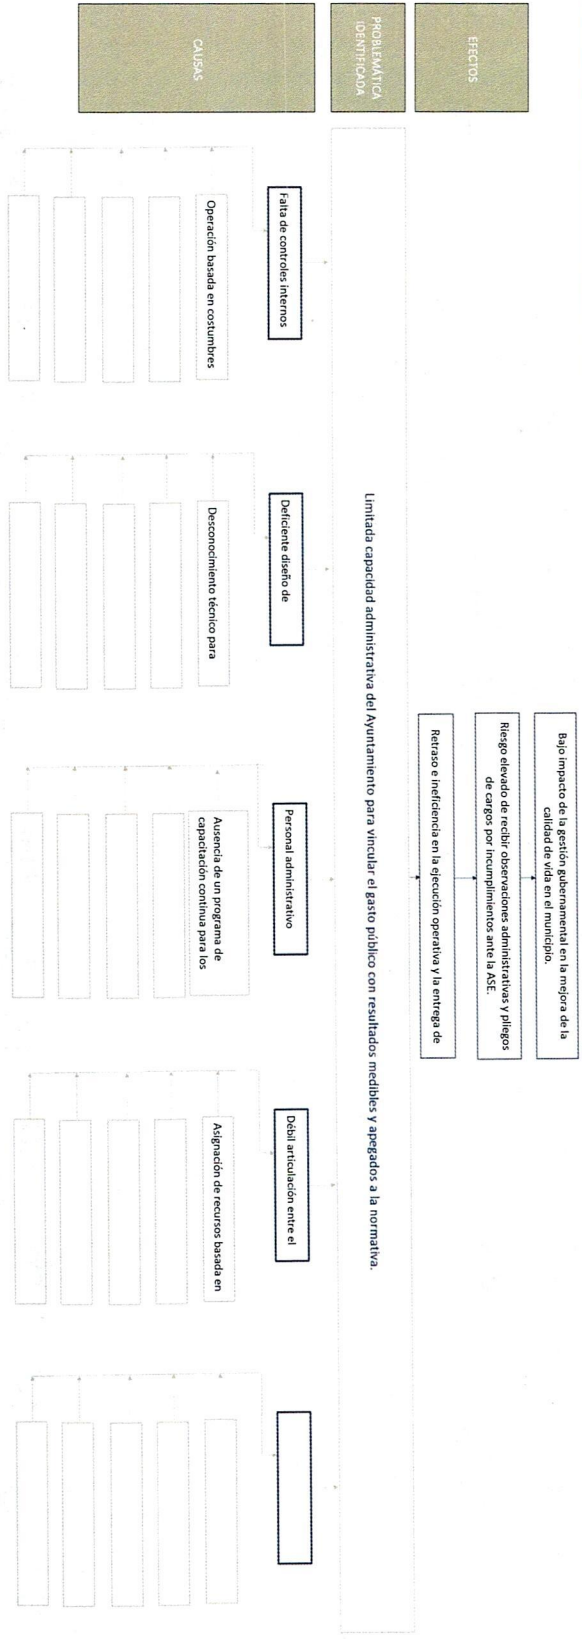 EFECTOS
Bajo impacto de la gestión gubernamental en la mejora de la
calidad de vida en el municipio.
Riesgo elevado de recibir observaciones administrativas y pliegos
de cargos por incumplimientos ante la ASE.
Retraso e ineficiencia en la ejecución operativa y la entrega de
PROBLEMÁTICA
IDENTIFICADA
Limitada capacidad administrativa del Ayuntamiento para vincular el gasto público con resultados medibles y apegados a la normativa.
CAUSAS
Falta de controles internos
Operación basada en costumbres
Deficiente diseño de
Desconocimiento técnico para
Personal administrativo
Ausencia de un programa de
capacitación continua para los
Débil articulación entre el
Asignación de recursos basada en